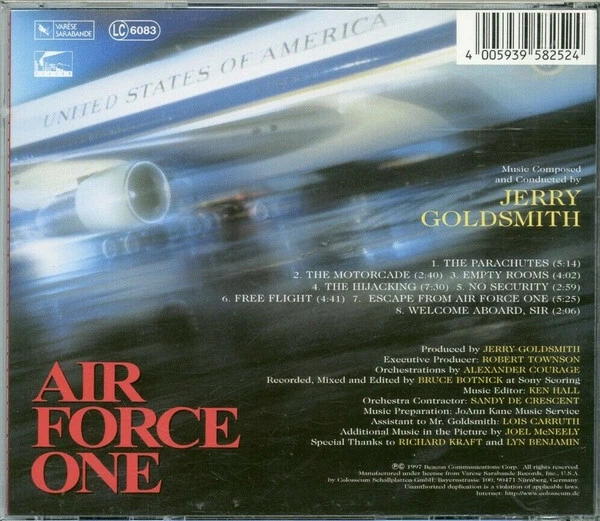 VARÈSE
SARABANDE
LC 6083
UNITED STATES OF AMERICA
4 005939 582524
Music Composed
and Conducted by
JERRY
GOLDSMITH
1. THE PARACHUTES (5:14)
2. THE MOTORCADE (2:40) 3. EMPTY ROOMS (4:02)
4. THE HIJACKING (7:30) 5. NO SECURITY (2:59)
6. FREE FLIGHT (4:41) 7. ESCAPE FROM AIR FORCE ONE (5:25)
8. WELCOME ABOARD, SIR (2:06)
AIR
FORCE
ONE
Produced by JERRY GOLDSMITH
Executive Producer: ROBERT TOWNSON
Orchestrations by ALEXANDER COURAGE
Recorded, Mixed and Edited by BRUCE BOTNICK at Sony Scoring
Music Editor: KEN HALL
Orchestra Contractor: SANDY DE CRESCENT
Music Preparation: JoAnn Kane Music Service
Assistant to Mr. Goldsmith: LOIS CARRUTH
Additional Music in the Picture by JOEL McNEELY
Special Thanks to RICHARD KRAFT and LYN BENJAMIN
℗© 1997 Beacon Communications Corp. All rights reserved.
Manufactured under license from Varese Sarabande Records, Inc., U.S.A.
by Colosseum Schallplatten GmbH/Bayernstrasse 100, 90471 Nürnberg, Germany
Unauthorized duplication is a violation of applicable laws.
Internet: http://www.colosseum.de